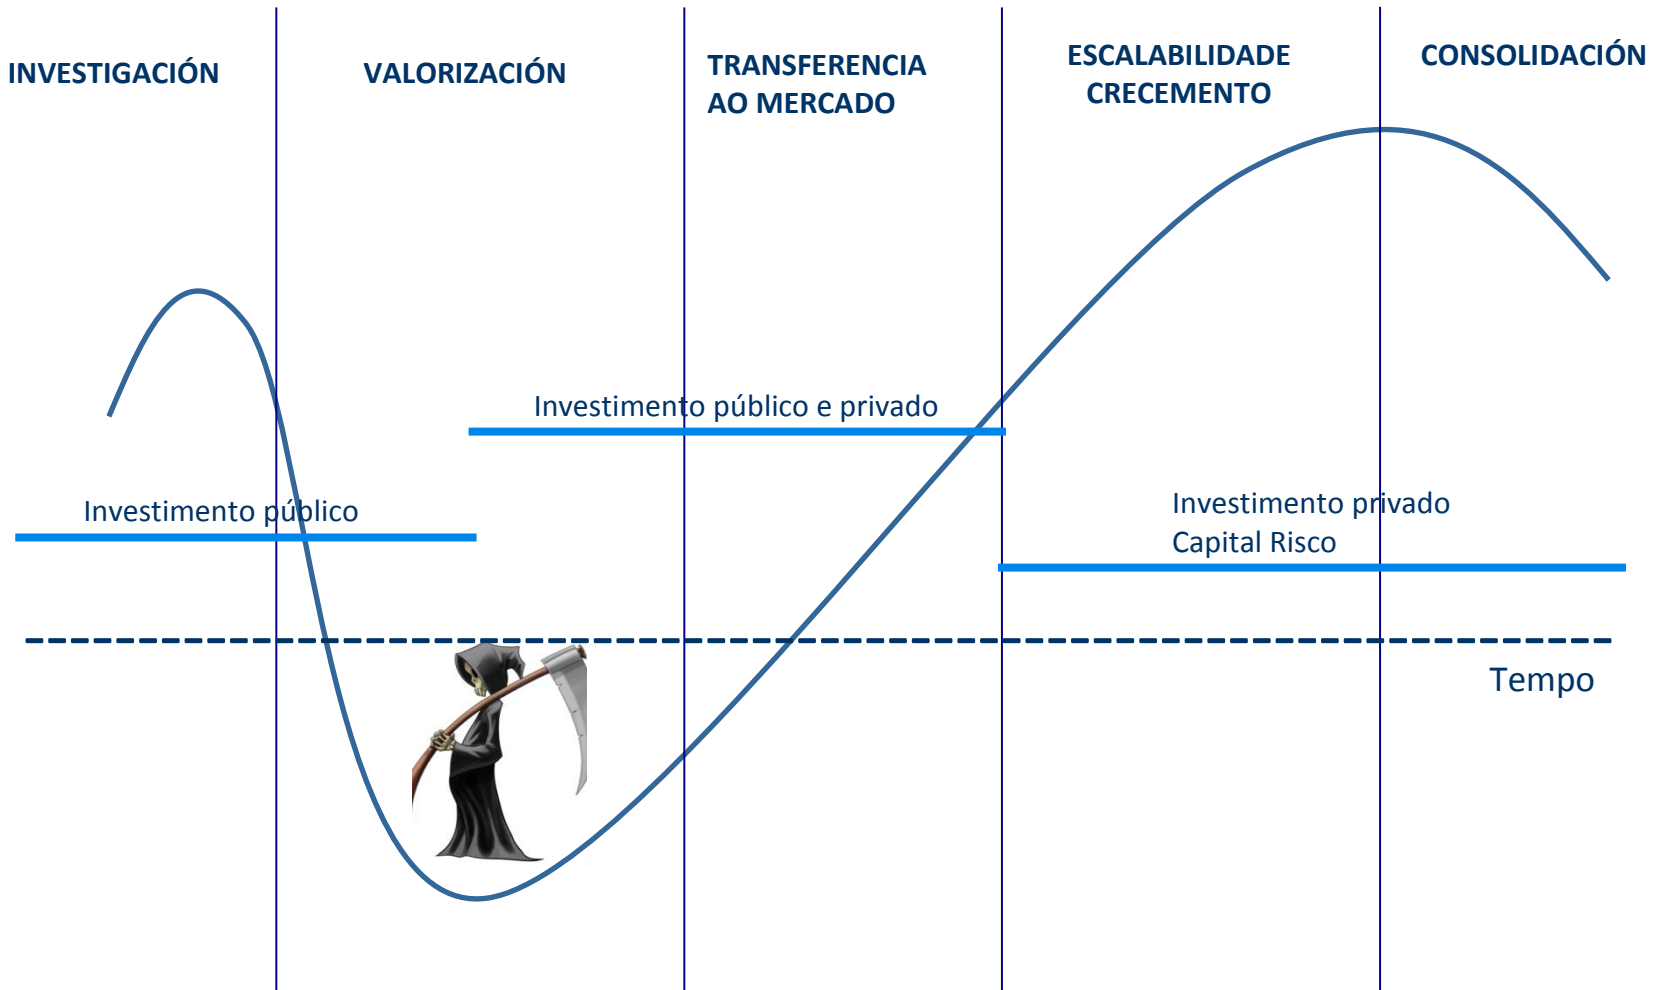 INVESTIGACIÓN
VALORIZACIÓN
TRANSFERENCIA
AO MERCADO
ESCALABILIDADE
CRECEMENTO
CONSOLIDACIÓN
Investimento público e privado
Investimento público
Investimento privado
Capital Risco
Tempo